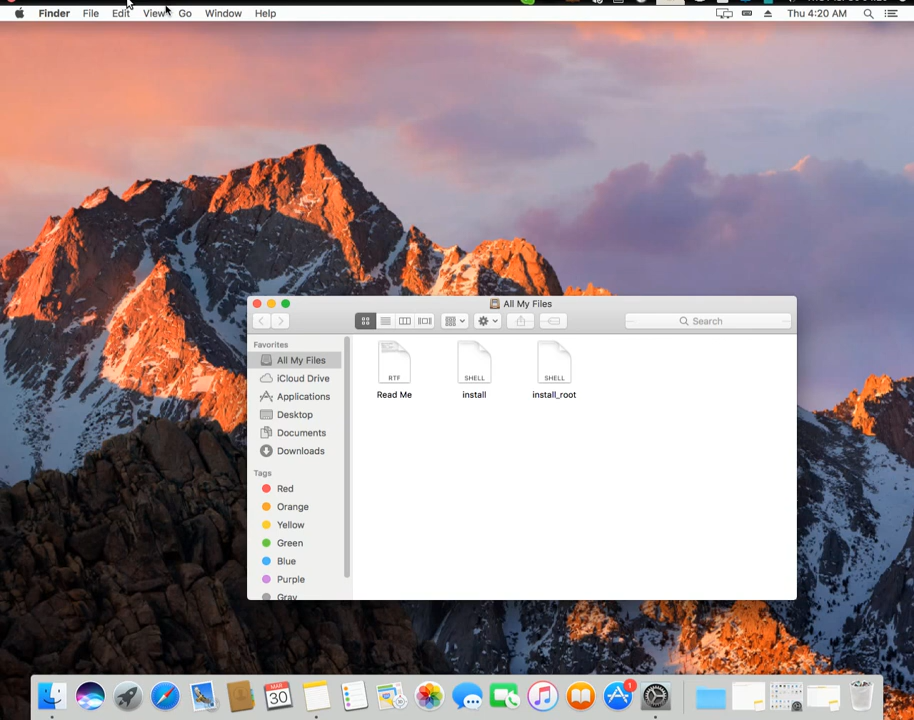 Finder File Edit View Go Window Help
Thu 4:20 AM
All My Files
Search
Favorites
All My Files
iCloud Drive
Applications
Desktop
Documents
Downloads
Tags
Red
Orange
Yellow
Green
Blue
Purple
Gray
RTF SHELL SHELL
Read Me install install_root
MAR
30
1